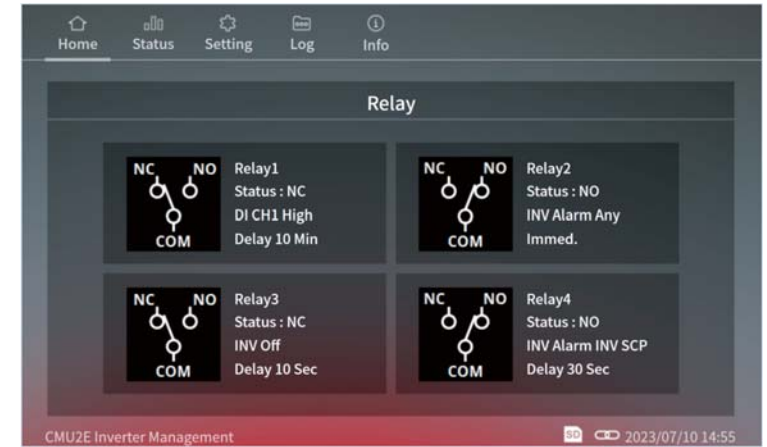 Home Status Setting Log Info
Relay
NC NO
COM
Relay1
Status : NC
DI CH1 High
Delay 10 Min
NC NO
COM
Relay2
Status : NO
INV Alarm Any
Immed.
NC NO
COM
Relay3
Status : NC
INV Off
Delay 10 Sec
NC NO
COM
Relay4
Status : NO
INV Alarm INV SCP
Delay 30 Sec
CMU2E Inverter Management
SD 2023/07/10 14:55